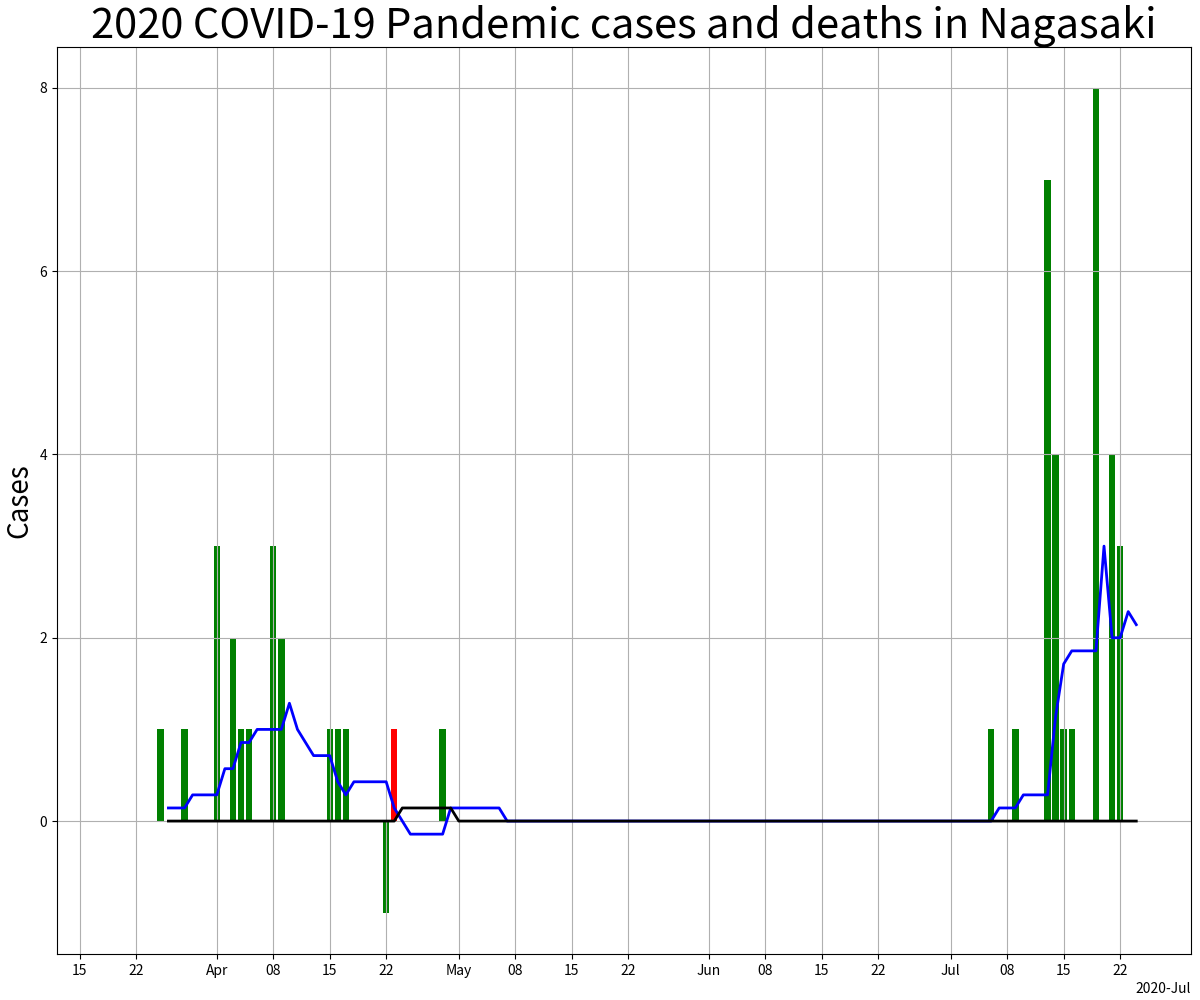 2020 COVID-19 Pandemic cases and deaths in Nagasaki
Cases
8
6
4
2
0
15 22 Apr 08 15 22 May 08 15 22 Jun 08 15 22 Jul 08 15 22
2020-Jul